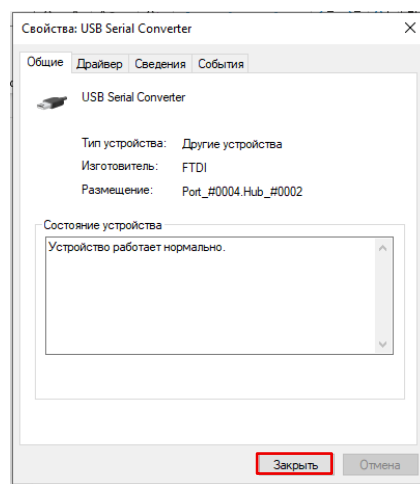 Свойства: USB Serial Converter
Общие Драйвер Сведения События
USB Serial Converter
Тип устройства: Другие устройства
Изготовитель: FTDI
Размещение: Port_#0004.Hub_#0002
Состояние устройства
Устройство работает нормально.
Закрыть Отмена